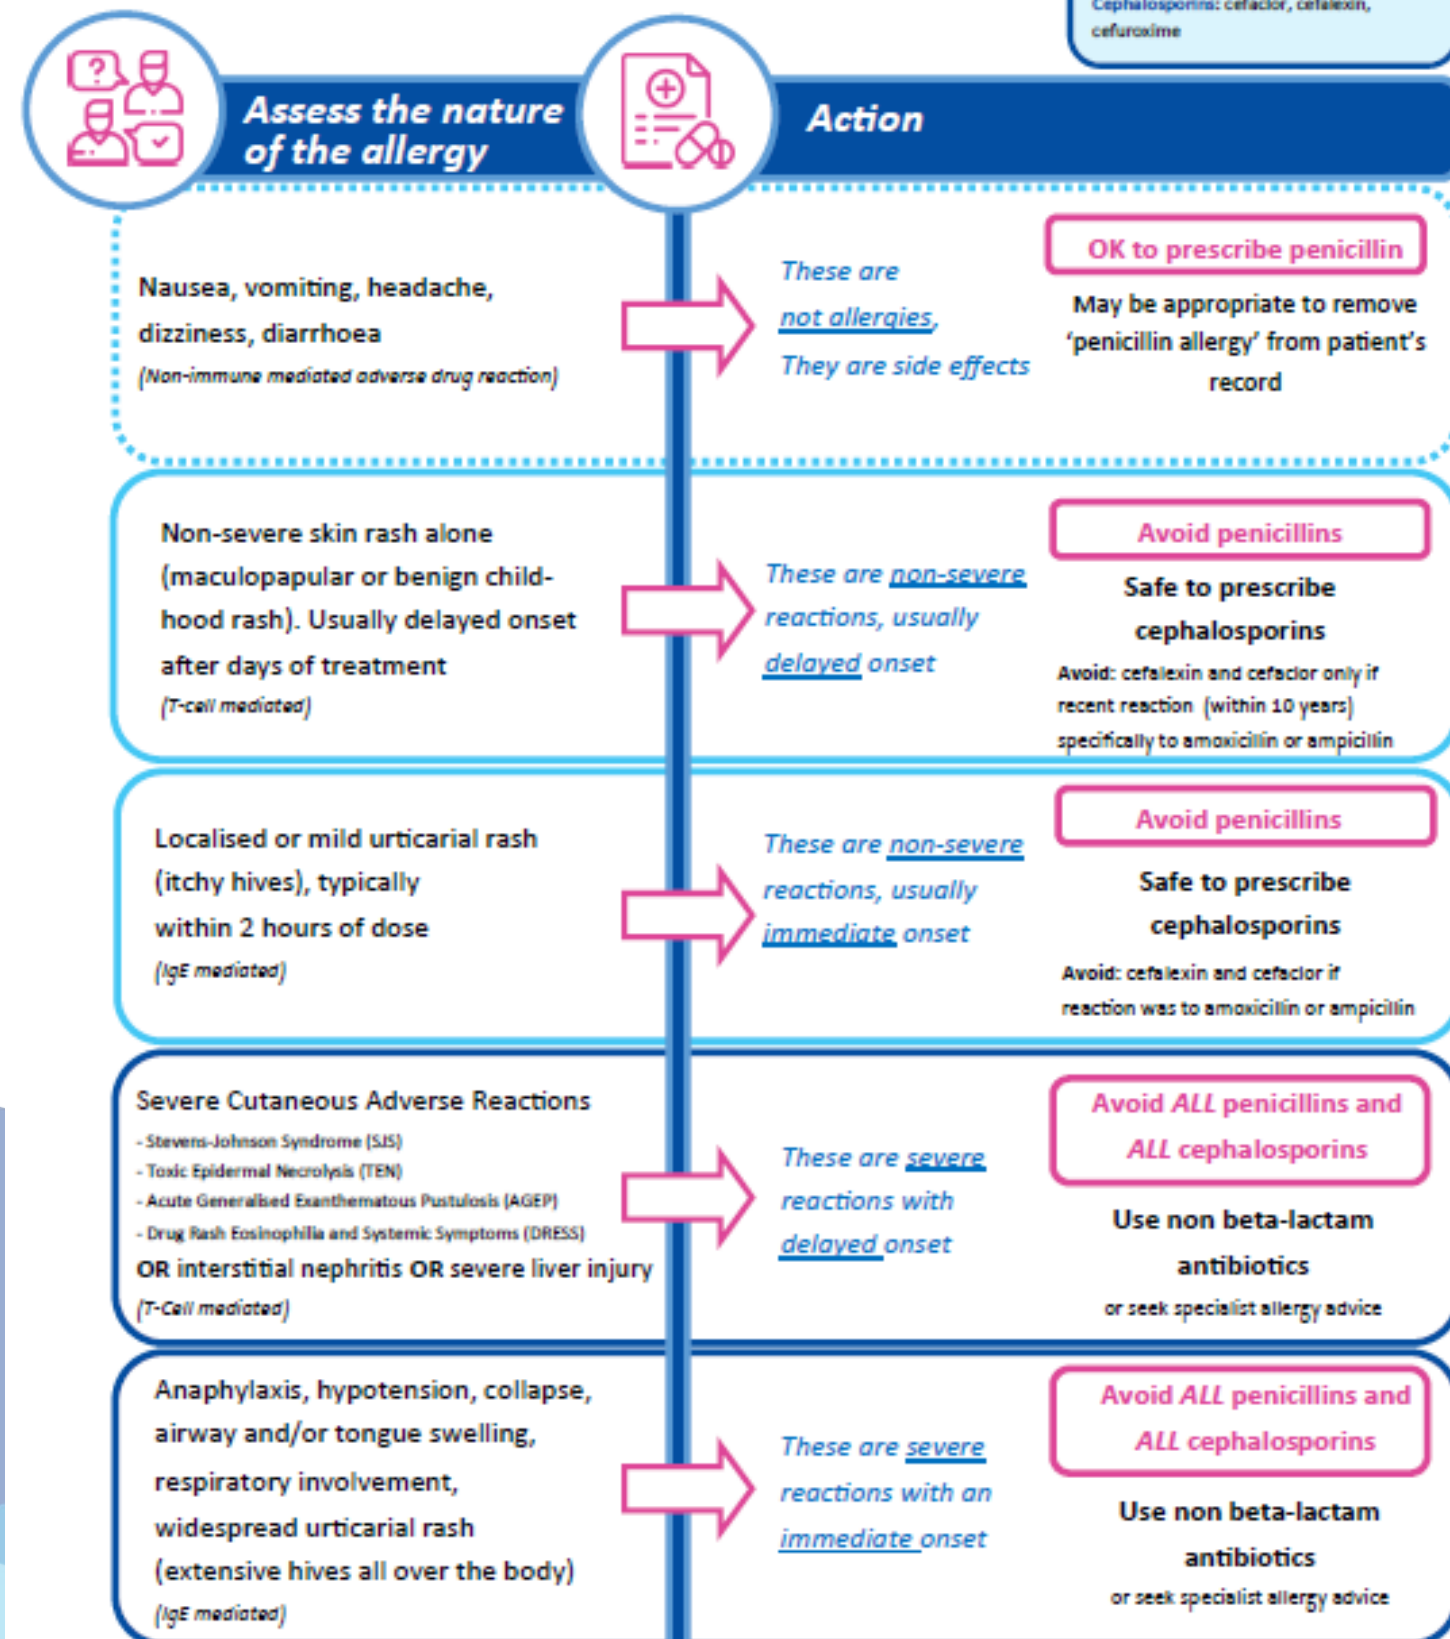 Cephalosporins: cefaclor, cefalexin,
cefuroxime
Assess the nature
of the allergy
Action
Nausea, vomiting, headache,
dizziness, diarrhoea
(Non-immune mediated adverse drug reaction)
These are
not allergies,
They are side effects
OK to prescribe penicillin
May be appropriate to remove
‘penicillin allergy’ from patient's
record
Non-severe skin rash alone
(maculopapular or benign child-
hood rash). Usually delayed onset
after days of treatment
(T-cell mediated)
These are non-severe
reactions, usually
delayed onset
Avoid penicillins
Safe to prescribe
cephalosporins
Avoid: cefalexin and cefaclor only if
recent reaction (within 10 years)
specifically to amoxicillin or ampicillin
Localised or mild urticarial rash
(itchy hives), typically
within 2 hours of dose
(IgE mediated)
These are non-severe
reactions, usually
immediate onset
Avoid penicillins
Safe to prescribe
cephalosporins
Avoid: cefalexin and cefaclor if
reaction was to amoxicillin or ampicillin
Severe Cutaneous Adverse Reactions
- Stevens-Johnson Syndrome (SJS)
- Toxic Epidermal Necrolysis (TEN)
- Acute Generalised Exanthematous Pustulosis (AGEP)
- Drug Rash Eosinophilia and Systemic Symptoms (DRESS)
OR interstitial nephritis OR severe liver injury
(T-Cell mediated)
These are severe
reactions with
delayed onset
Avoid ALL penicillins and
ALL cephalosporins
Use non beta-lactam
antibiotics
or seek specialist allergy advice
Anaphylaxis, hypotension, collapse,
airway and/or tongue swelling,
respiratory involvement,
widespread urticarial rash
(extensive hives all over the body)
(IgE mediated)
These are severe
reactions with an
immediate onset
Avoid ALL penicillins and
ALL cephalosporins
Use non beta-lactam
antibiotics
or seek specialist allergy advice